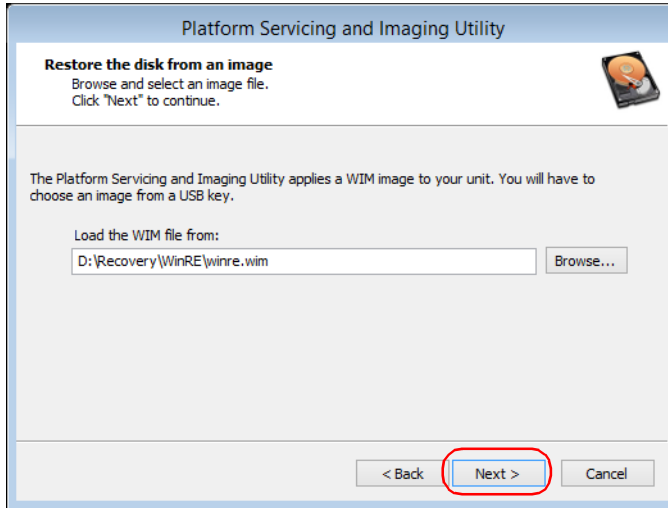 Platform Servicing and Imaging Utility
Restore the disk from an image
Browse and select an image file.
Click "Next" to continue.
The Platform Servicing and Imaging Utility applies a WIM image to your unit. You will have to
choose an image from a USB key.
Load the WIM file from:
D:\Recovery\WinRE\winre.wim
Browse...
< Back
Next >
Cancel